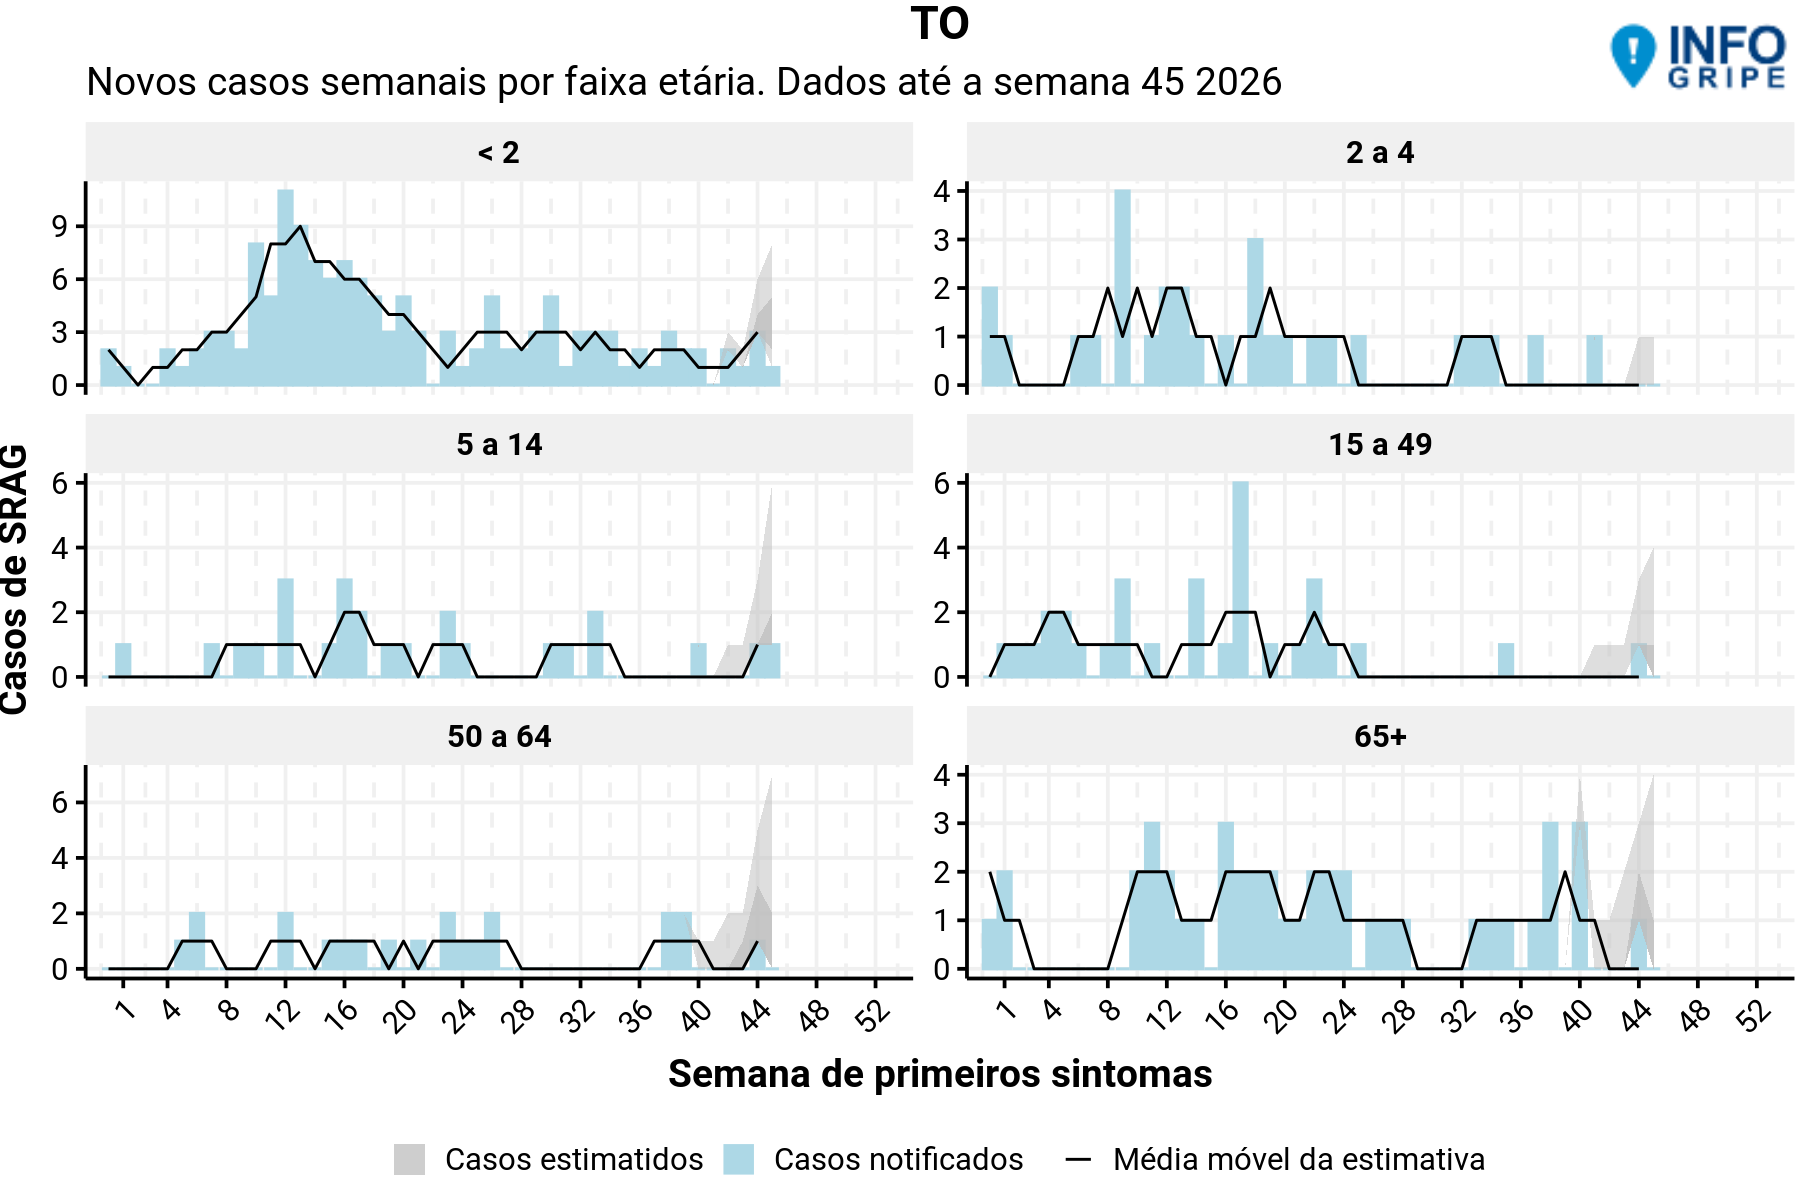 TO
INFO
GRIPE
Novos casos semanais por faixa etária. Dados até a semana 45 2026
< 2
2 a 4
9
6
3
0
4
3
2
1
0
5 a 14
15 a 49
6
4
2
0
6
4
2
0
Casos de SRAG
50 a 64
65+
6
4
2
0
4
3
2
1
0
1 4 8 12 16 20 24 28 32 36 40 44 48 52
1 4 8 12 16 20 24 28 32 36 40 44 48 52
Semana de primeiros sintomas
Casos estimatidos Casos notificados Média móvel da estimativa